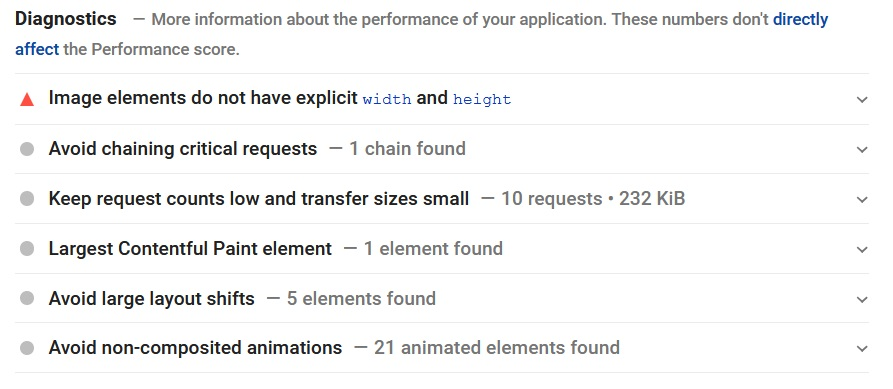 Diagnostics — More information about the performance of your application. These numbers don't directly
affect the Performance score.
Image elements do not have explicit width and height
Avoid chaining critical requests — 1 chain found
Keep request counts low and transfer sizes small — 10 requests • 232 KiB
Largest Contentful Paint element — 1 element found
Avoid large layout shifts — 5 elements found
Avoid non-composited animations — 21 animated elements found